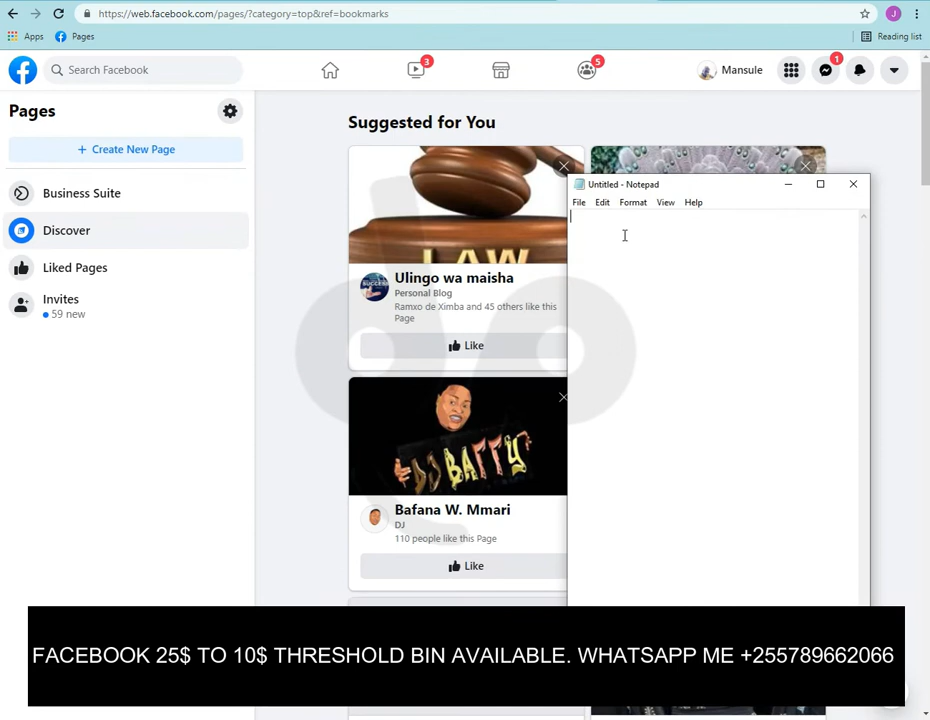 https://web.facebook.com/pages/?category=top&ref=bookmarks
J
Apps
Pages
Reading list
Search Facebook
3
5
Mansule
1
Pages
Create New Page
Business Suite
Discover
Liked Pages
Invites
59 new
Suggested for You
LAW
SUCCESS
Ulingo wa maisha
Personal Blog
Ramxo de Ximba and 45 others like this
Page
Like
DJ BATTY
Bafana W. Mmari
DJ
110 people like this Page
Like
Untitled - Notepad
File Edit Format View Help
FACEBOOK 25$ TO 10$ THRESHOLD BIN AVAILABLE. WHATSAPP ME +255789662066